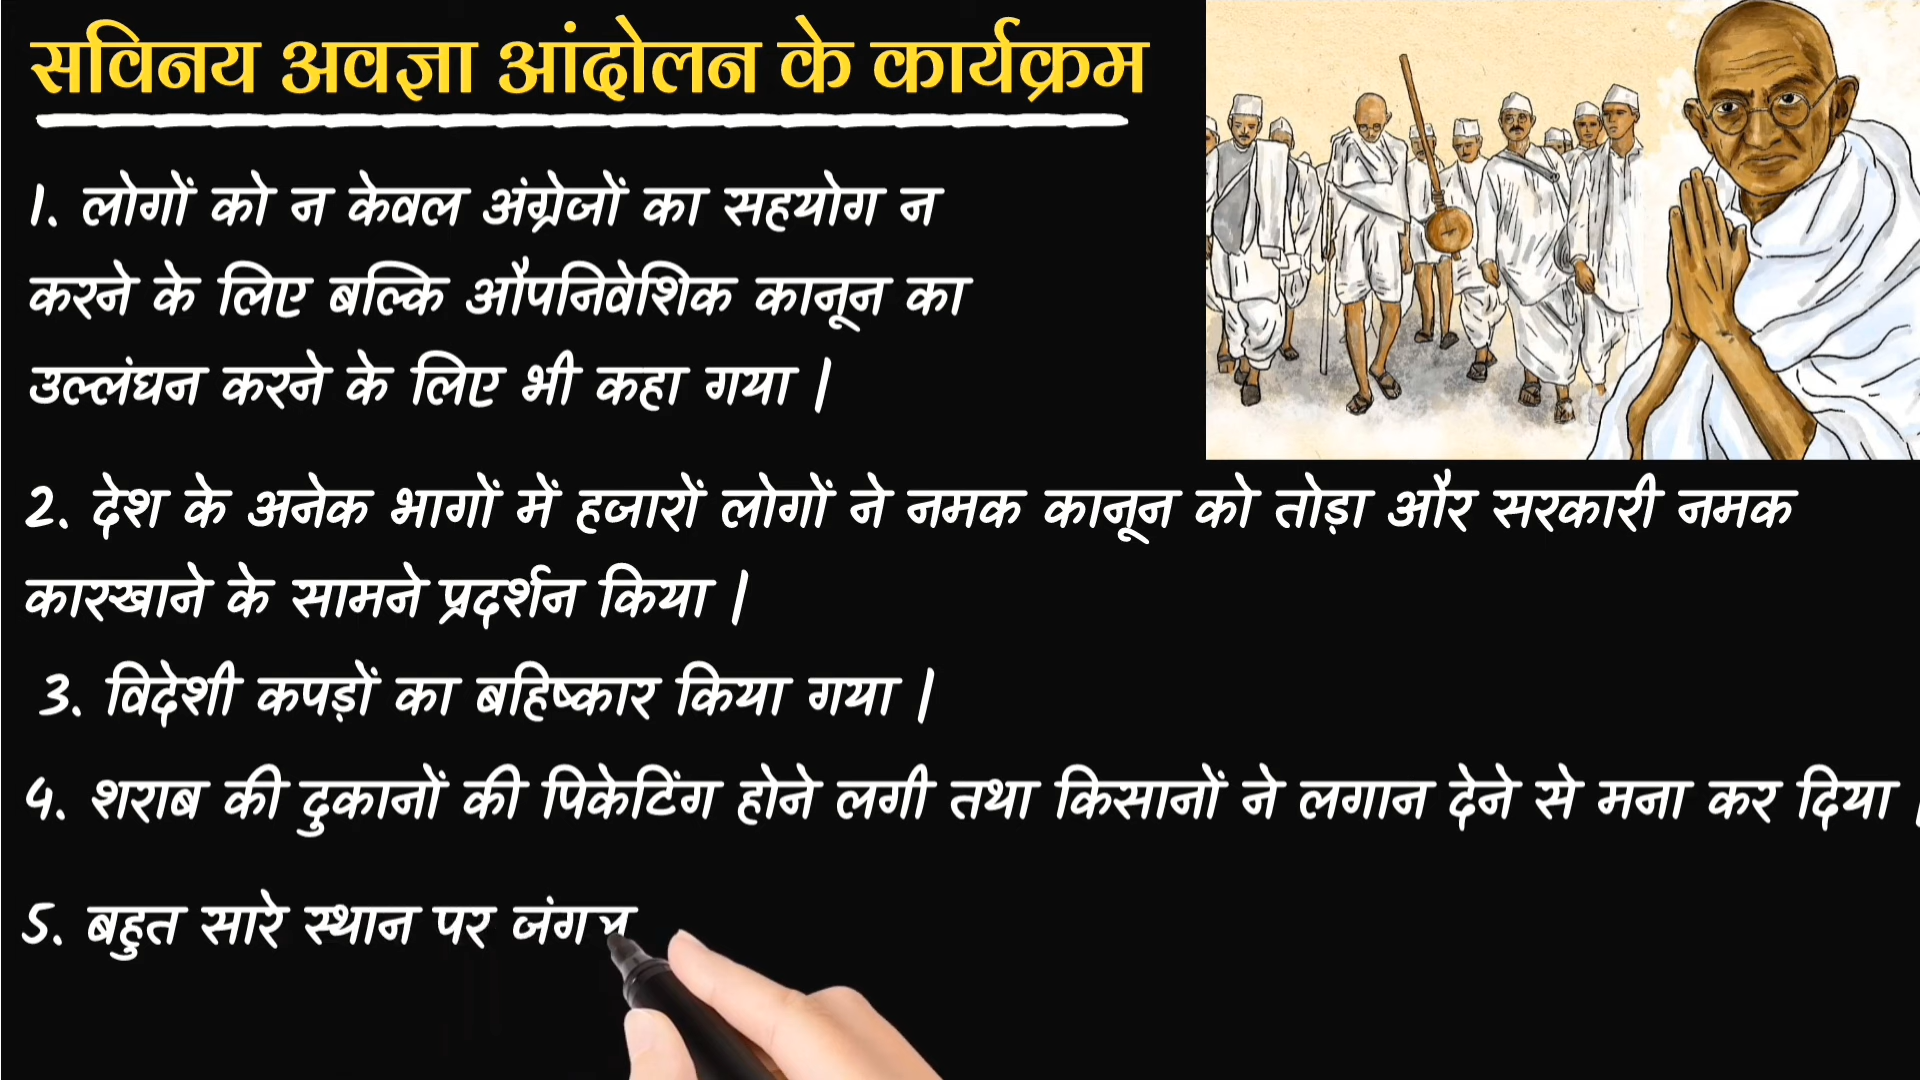 सविनय अवज्ञा आंदोलन के कार्यक्रम
1. लोगों को न केवल अंग्रेजों का सहयोग न
करने के लिए बल्कि औपनिवेशिक कानून का
उल्लंघन करने के लिए भी कहा गया |
2. देश के अनेक भागों में हजारों लोगों ने नमक कानून को तोड़ा और सरकारी नमक
कारखाने के सामने प्रदर्शन किया |
3. विदेशी कपड़ों का बहिष्कार किया गया |
4. शराब की दुकानों की पिकेटिंग होने लगी तथा किसानों ने लगान देने से मना कर दिया |
5. बहुत सारे स्थान पर